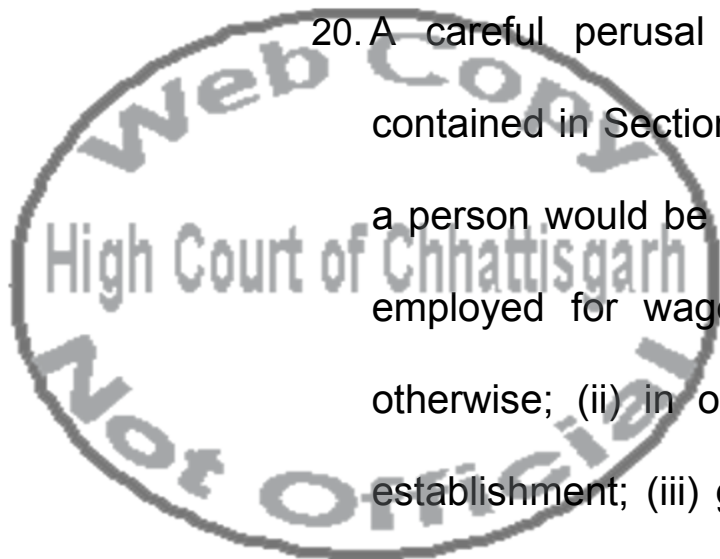 20. A careful perusal
contained in Section
a person would be
employed for wag
otherwise; (ii) in o
establishment; (iii) g
Web Copy
High Court of Chhattisgarh
Not Official